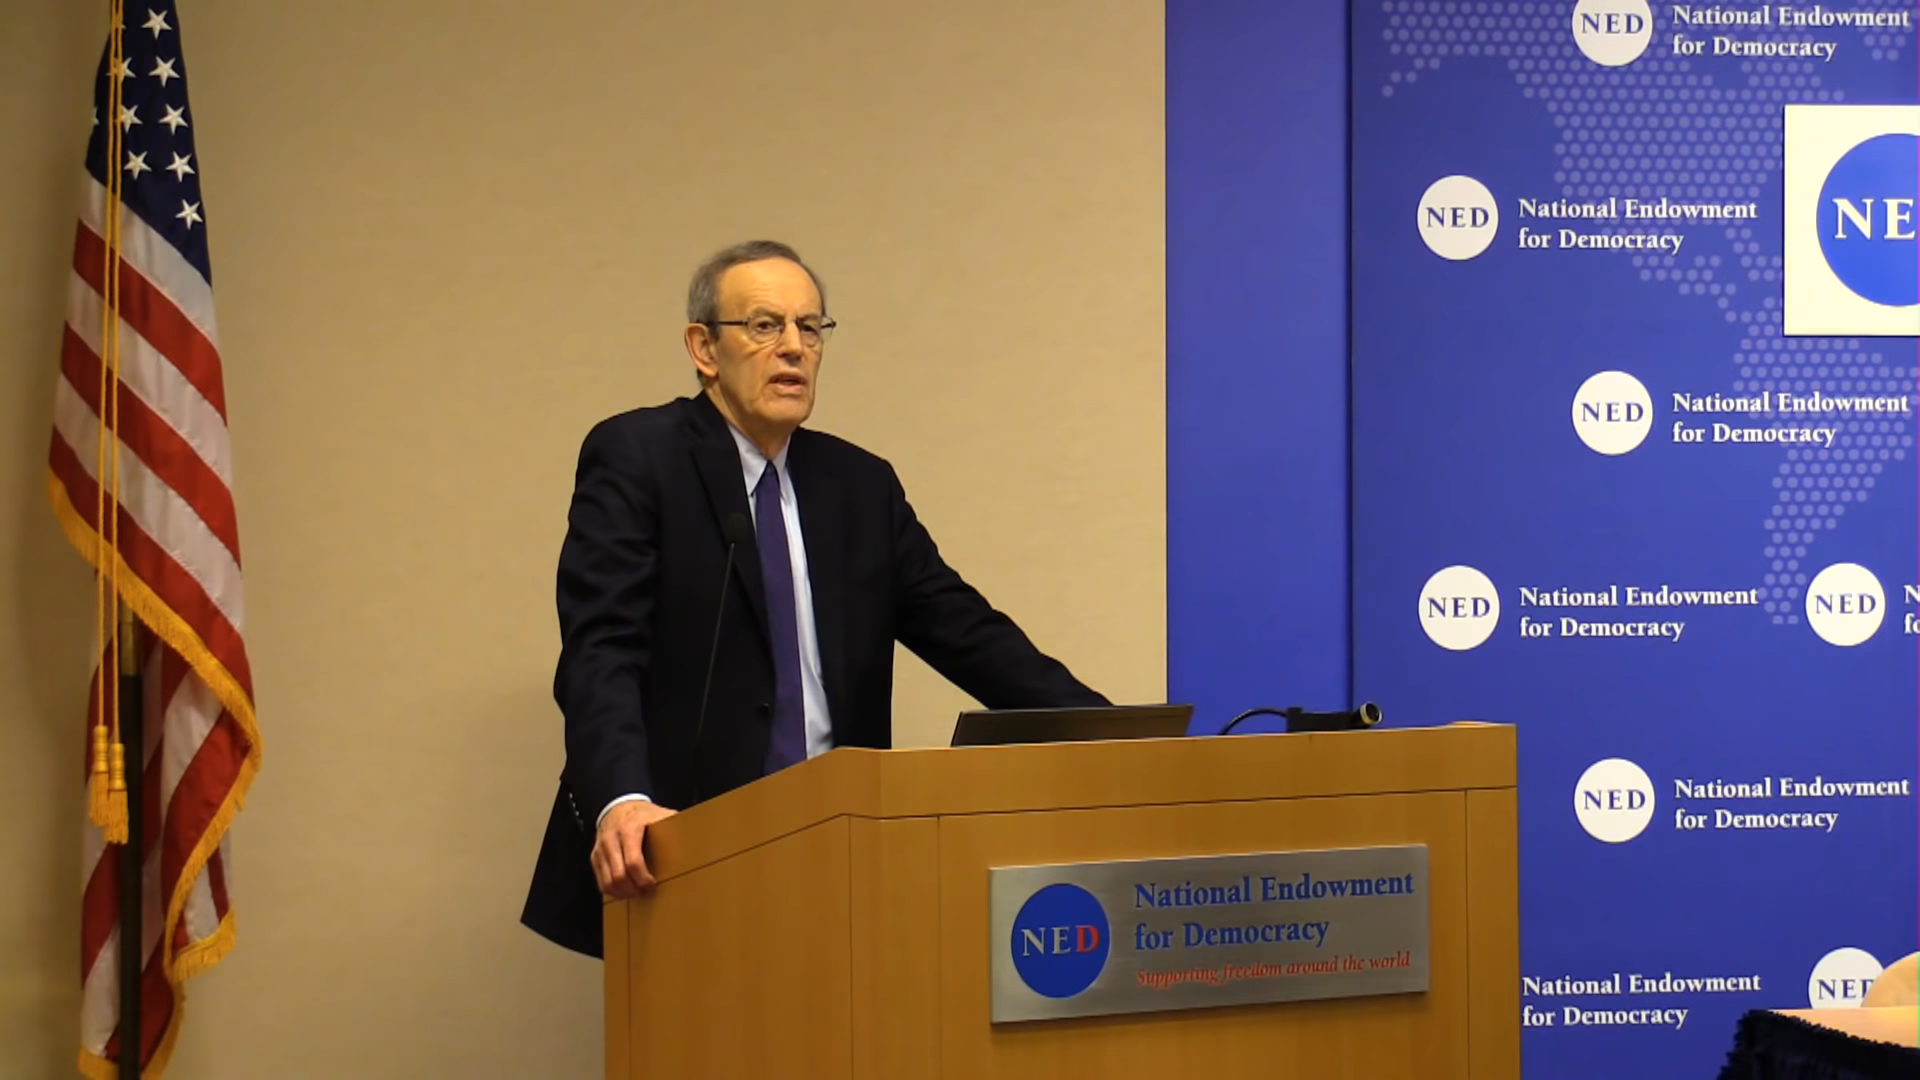 NED
National Endowment
for Democracy
NED
National Endowment
for Democracy
NE
NED
National Endowment
for Democracy
NED
National Endowment
for Democracy
NED
N
fo
NED
National Endowment
for Democracy
NED
National Endowment
for Democracy
Supporting freedom around the world
National Endowment
for Democracy
NED